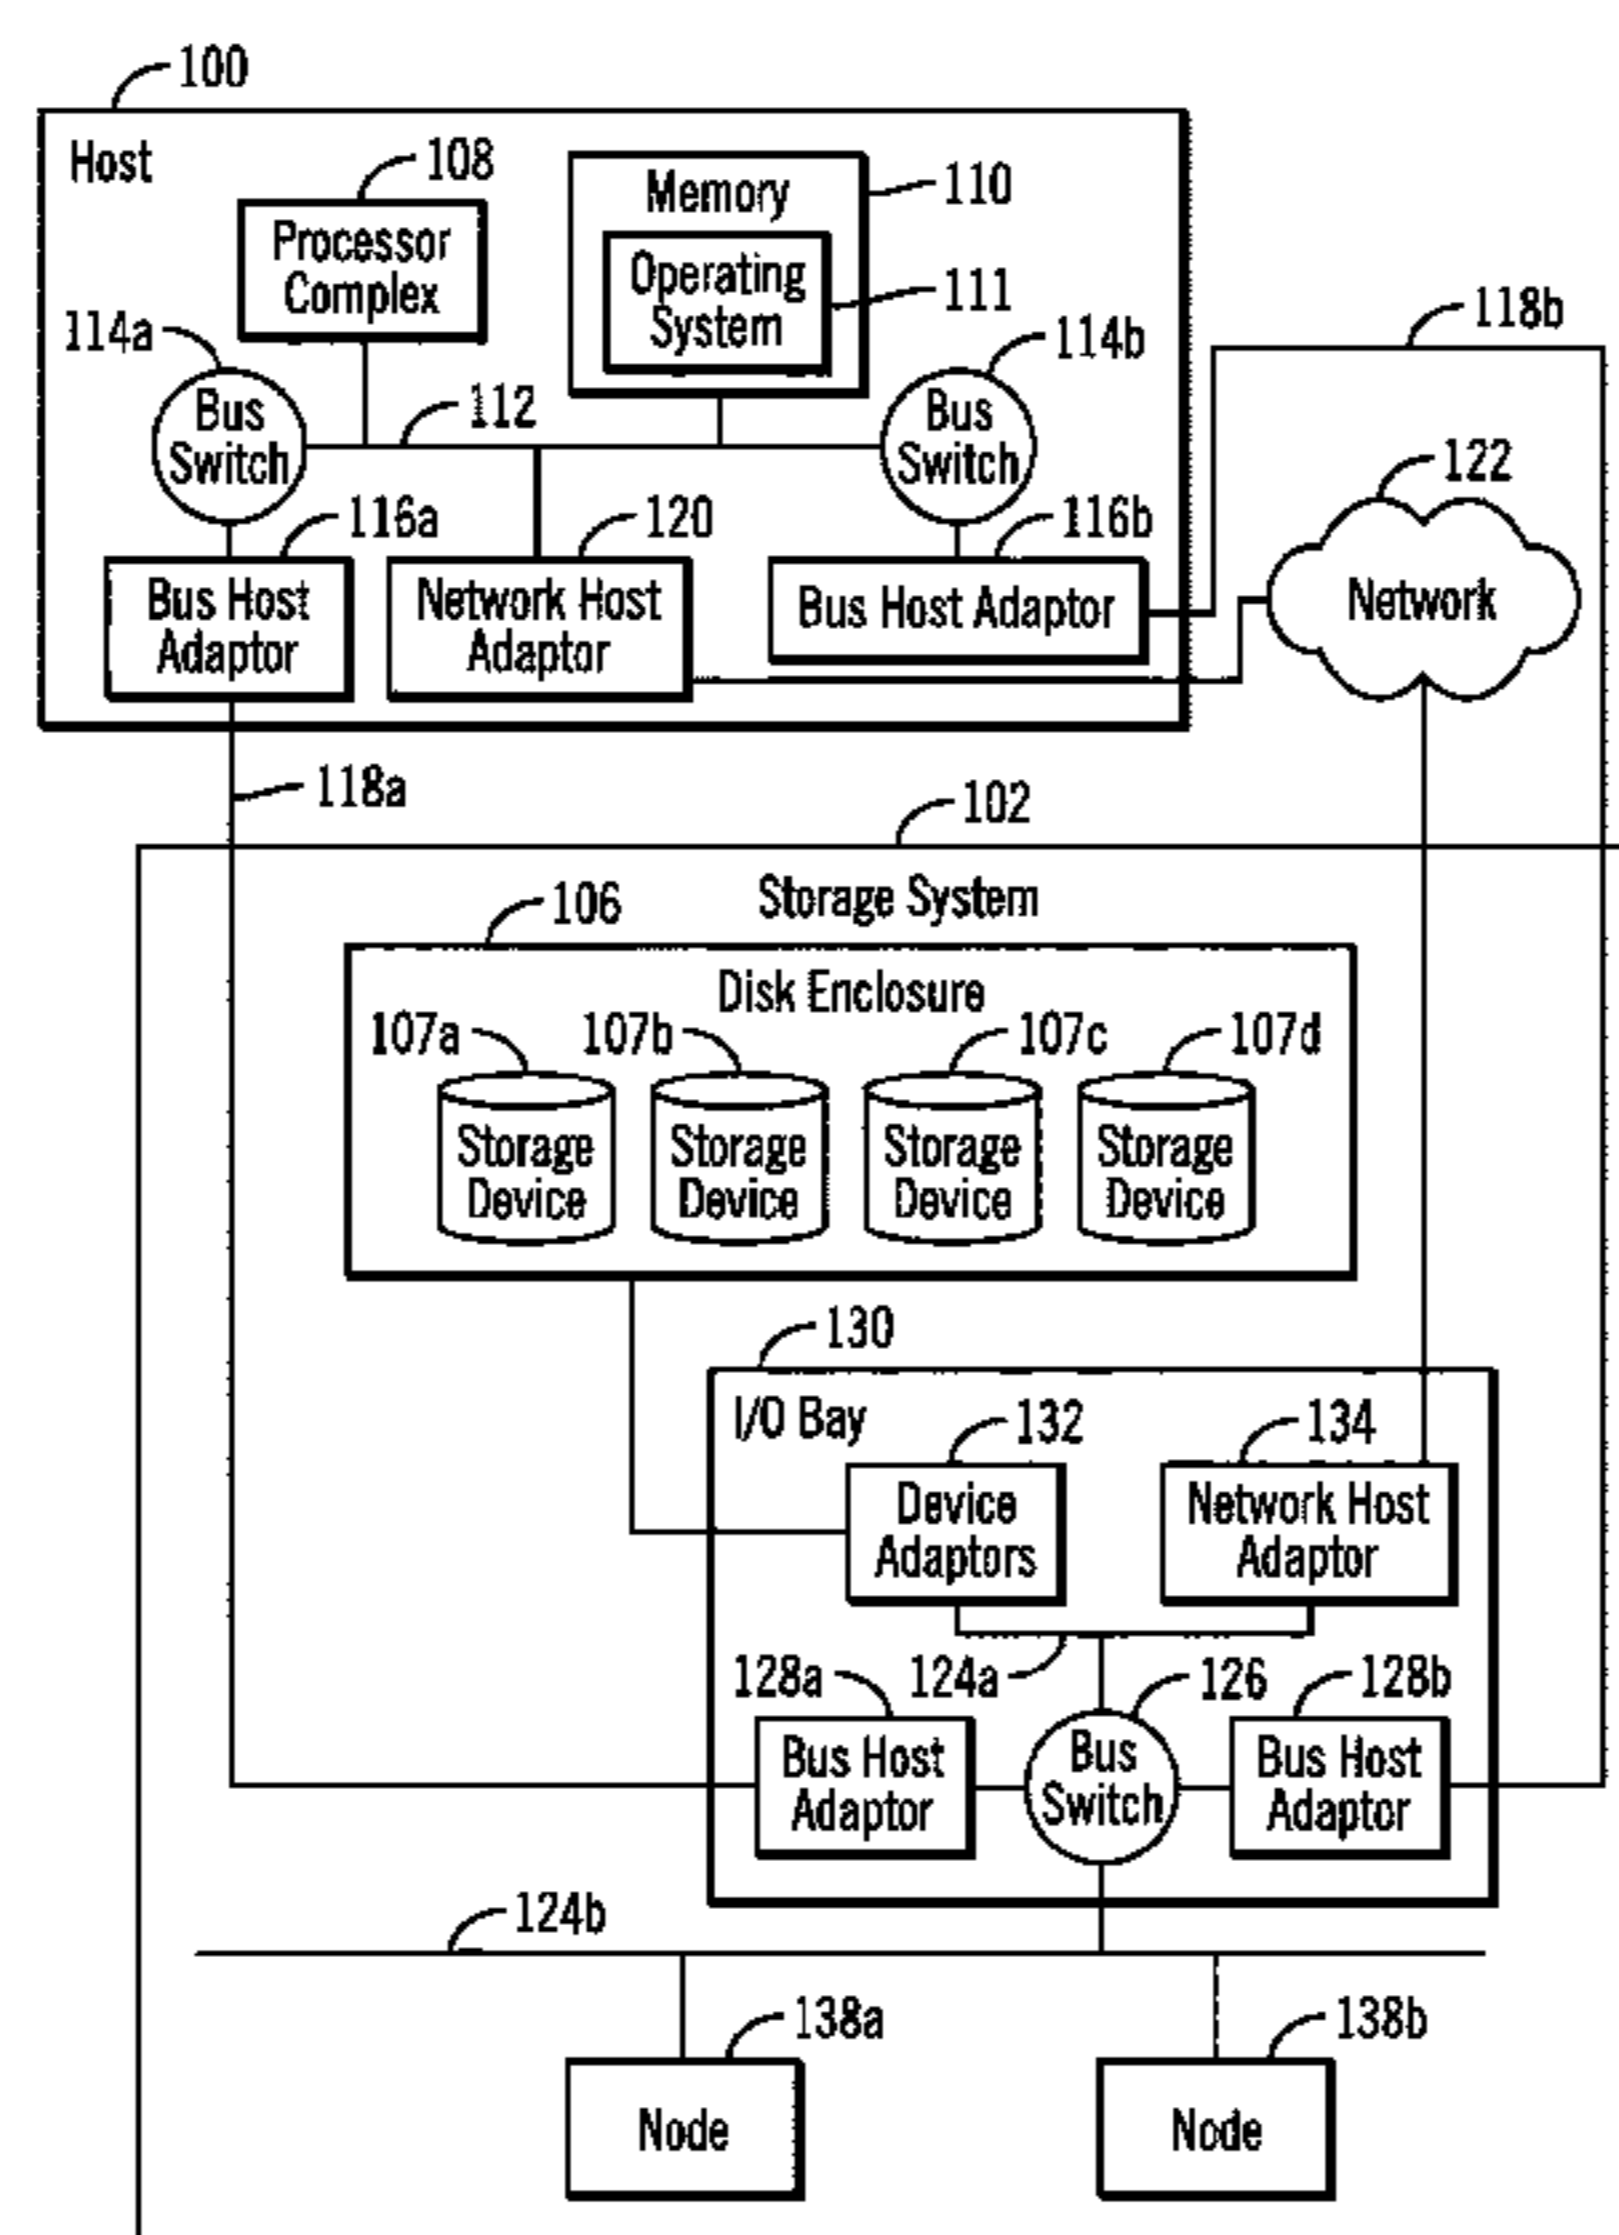 100
Host
108
Memory
110
Processor
Complex
Operating
System
111
114a
114b
118b
Bus
Switch
112
Bus
Switch
122
116a
120
116b
Bus Host
Adaptor
Network Host
Adaptor
Bus Host Adaptor
Network
118a
102
Storage System
106
Disk Enclosure
107a
107b
107c
107d
Storage
Device
Storage
Device
Storage
Device
Storage
Device
130
I/O Bay
132
134
Device
Adaptors
Network Host
Adaptor
128a
124a
126
128b
Bus Host
Adaptor
Bus
Switch
Bus Host
Adaptor
124b
138a
138b
Node
Node